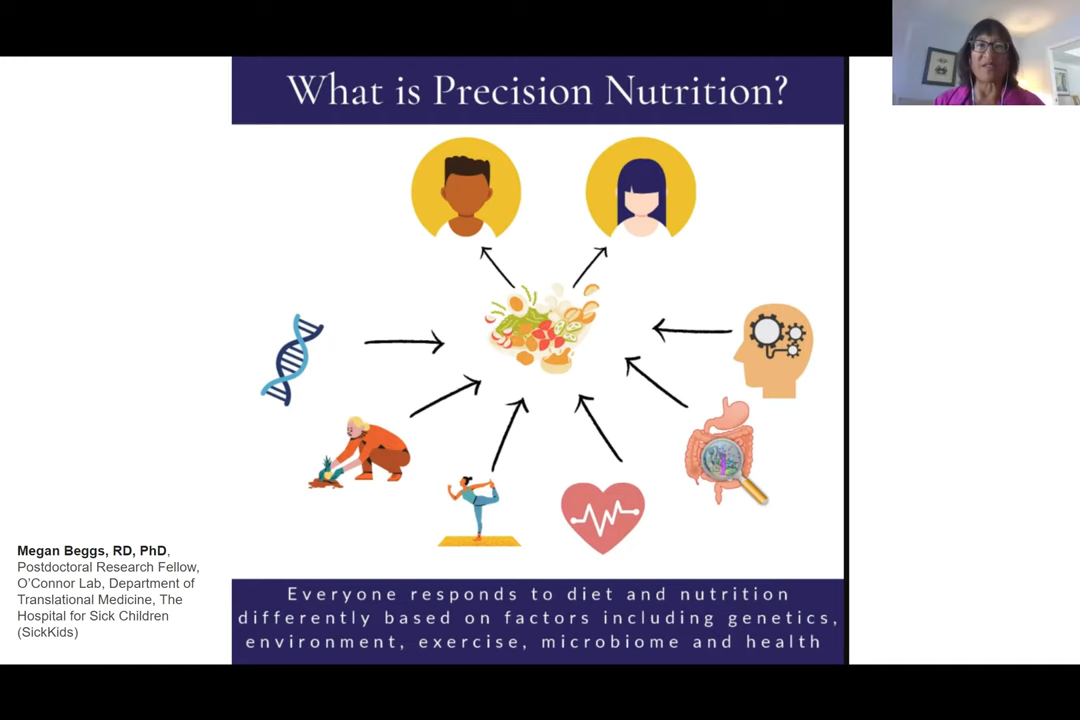 What is Precision Nutrition?
Megan Beggs, RD, PhD,
Postdoctoral Research Fellow,
O'Connor Lab, Department of
Translational Medicine, The
Hospital for Sick Children
(SickKids)
Everyone responds to diet and nutrition
differently based on factors including genetics,
environment, exercise, microbiome and health